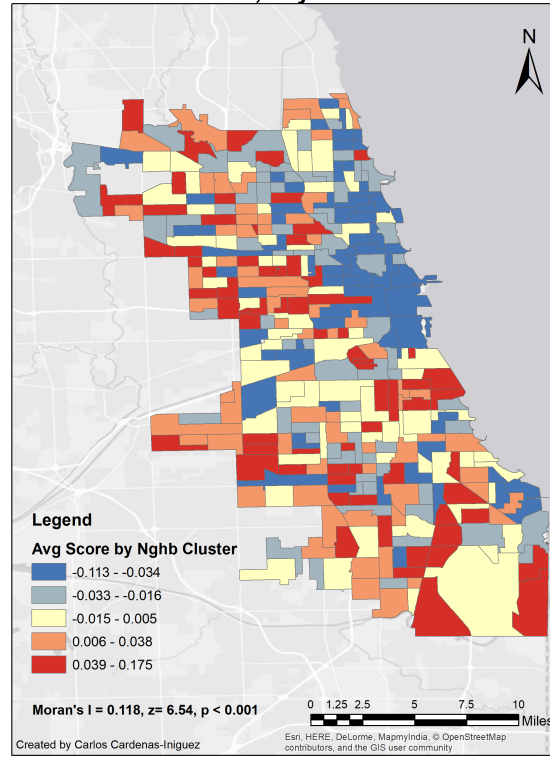 N
Legend
Avg Score by Nghb Cluster
-0.113 - -0.034
-0.033 - -0.016
-0.015 - 0.005
0.006 - 0.038
0.039 - 0.175
Moran's I = 0.118, z= 6.54, p < 0.001
0 1.25 2.5 5 7.5 10
Miles
Created by Carlos Cardenas-Iniguez
Esri, HERE, DeLorme, MapmyIndia, © OpenStreetMap
contributors, and the GIS user community